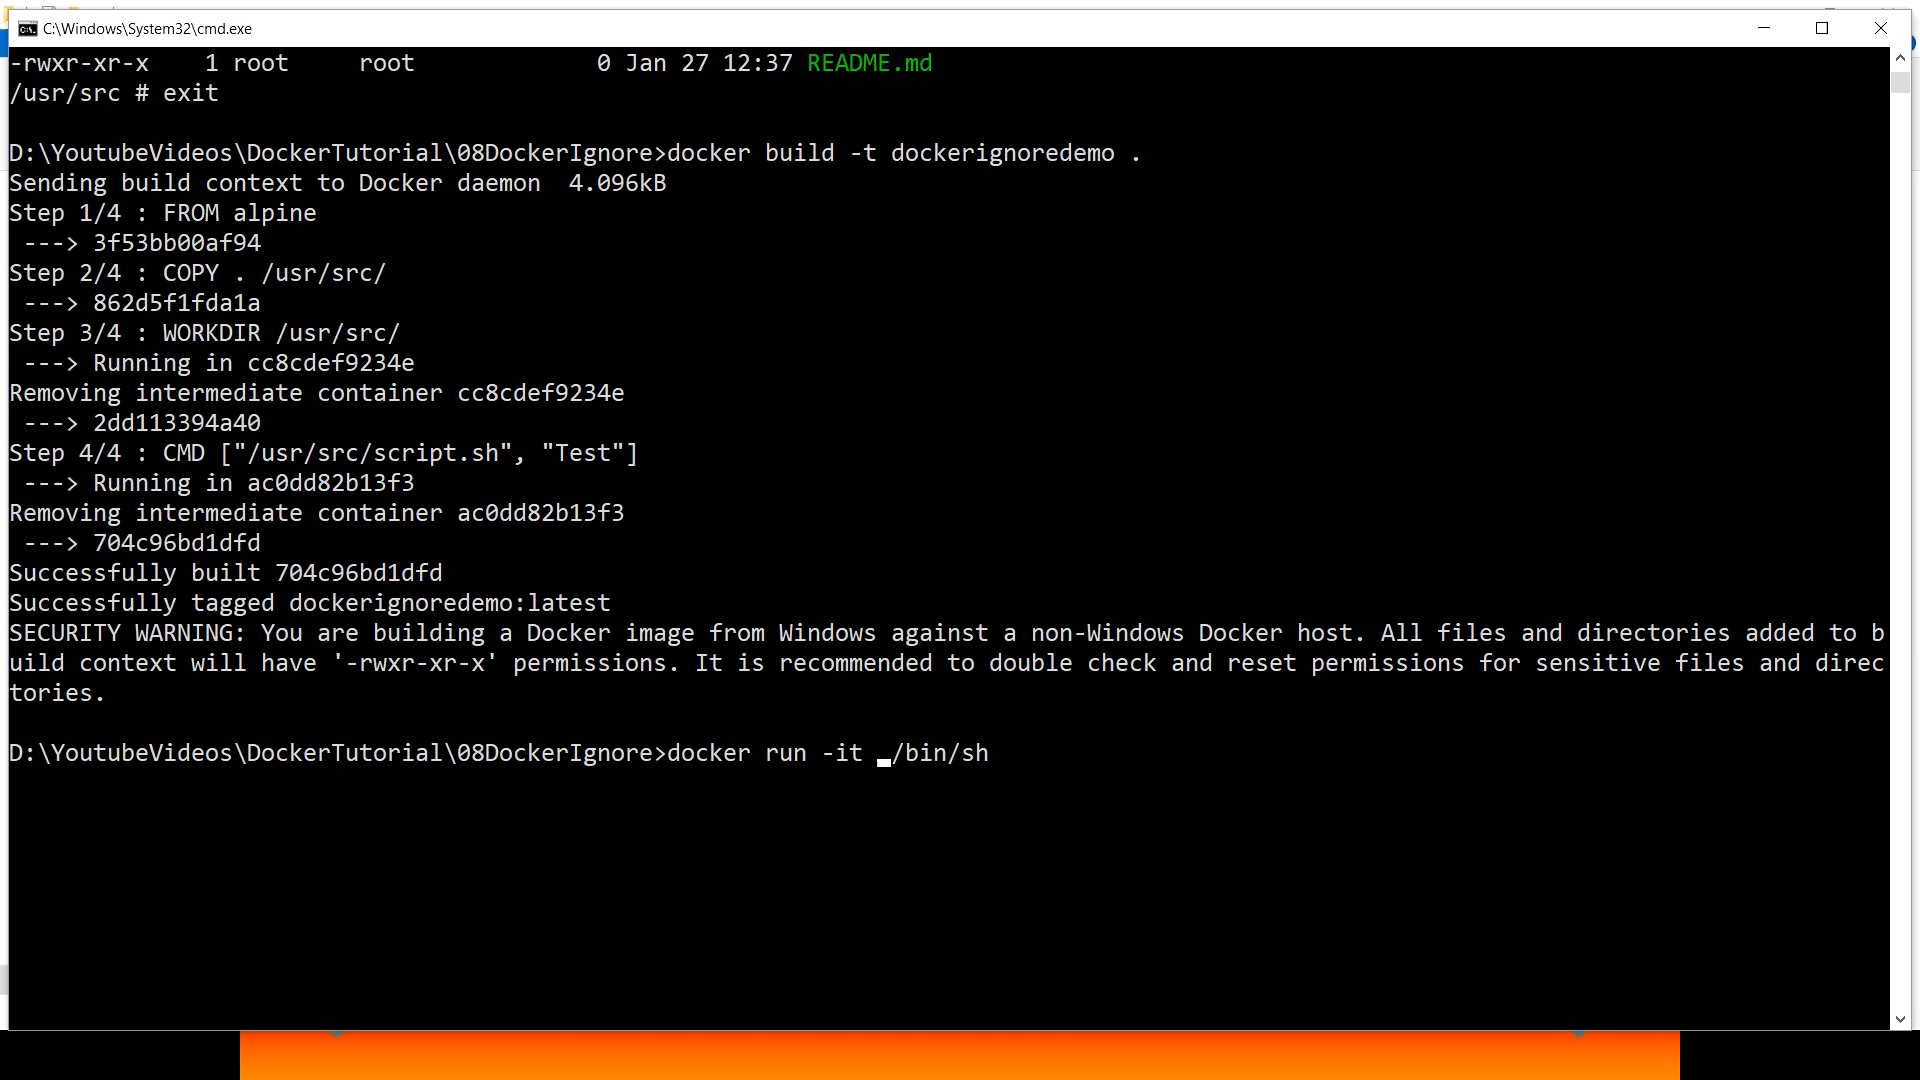 C:\Windows\System32\cmd.exe
-rwxr-xr-x    1 root     root             0 Jan 27 12:37 README.md
/usr/src # exit
D:\YoutubeVideos\DockerTutorial\08DockerIgnore>docker build -t dockerignoredemo .
Sending build context to Docker daemon  4.096kB
Step 1/4 : FROM alpine
 ---> 3f53bb00af94
Step 2/4 : COPY . /usr/src/
 ---> 862d5f1fda1a
Step 3/4 : WORKDIR /usr/src/
 ---> Running in cc8cdef9234e
Removing intermediate container cc8cdef9234e
 ---> 2dd113394a40
Step 4/4 : CMD ["/usr/src/script.sh", "Test"]
 ---> Running in ac0dd82b13f3
Removing intermediate container ac0dd82b13f3
 ---> 704c96bd1dfd
Successfully built 704c96bd1dfd
Successfully tagged dockerignoredemo:latest
SECURITY WARNING: You are building a Docker image from Windows against a non-Windows Docker host. All files and directories added to b
uild context will have '-rwxr-xr-x' permissions. It is recommended to double check and reset permissions for sensitive files and direc
tories.
D:\YoutubeVideos\DockerTutorial\08DockerIgnore>docker run -it /bin/sh